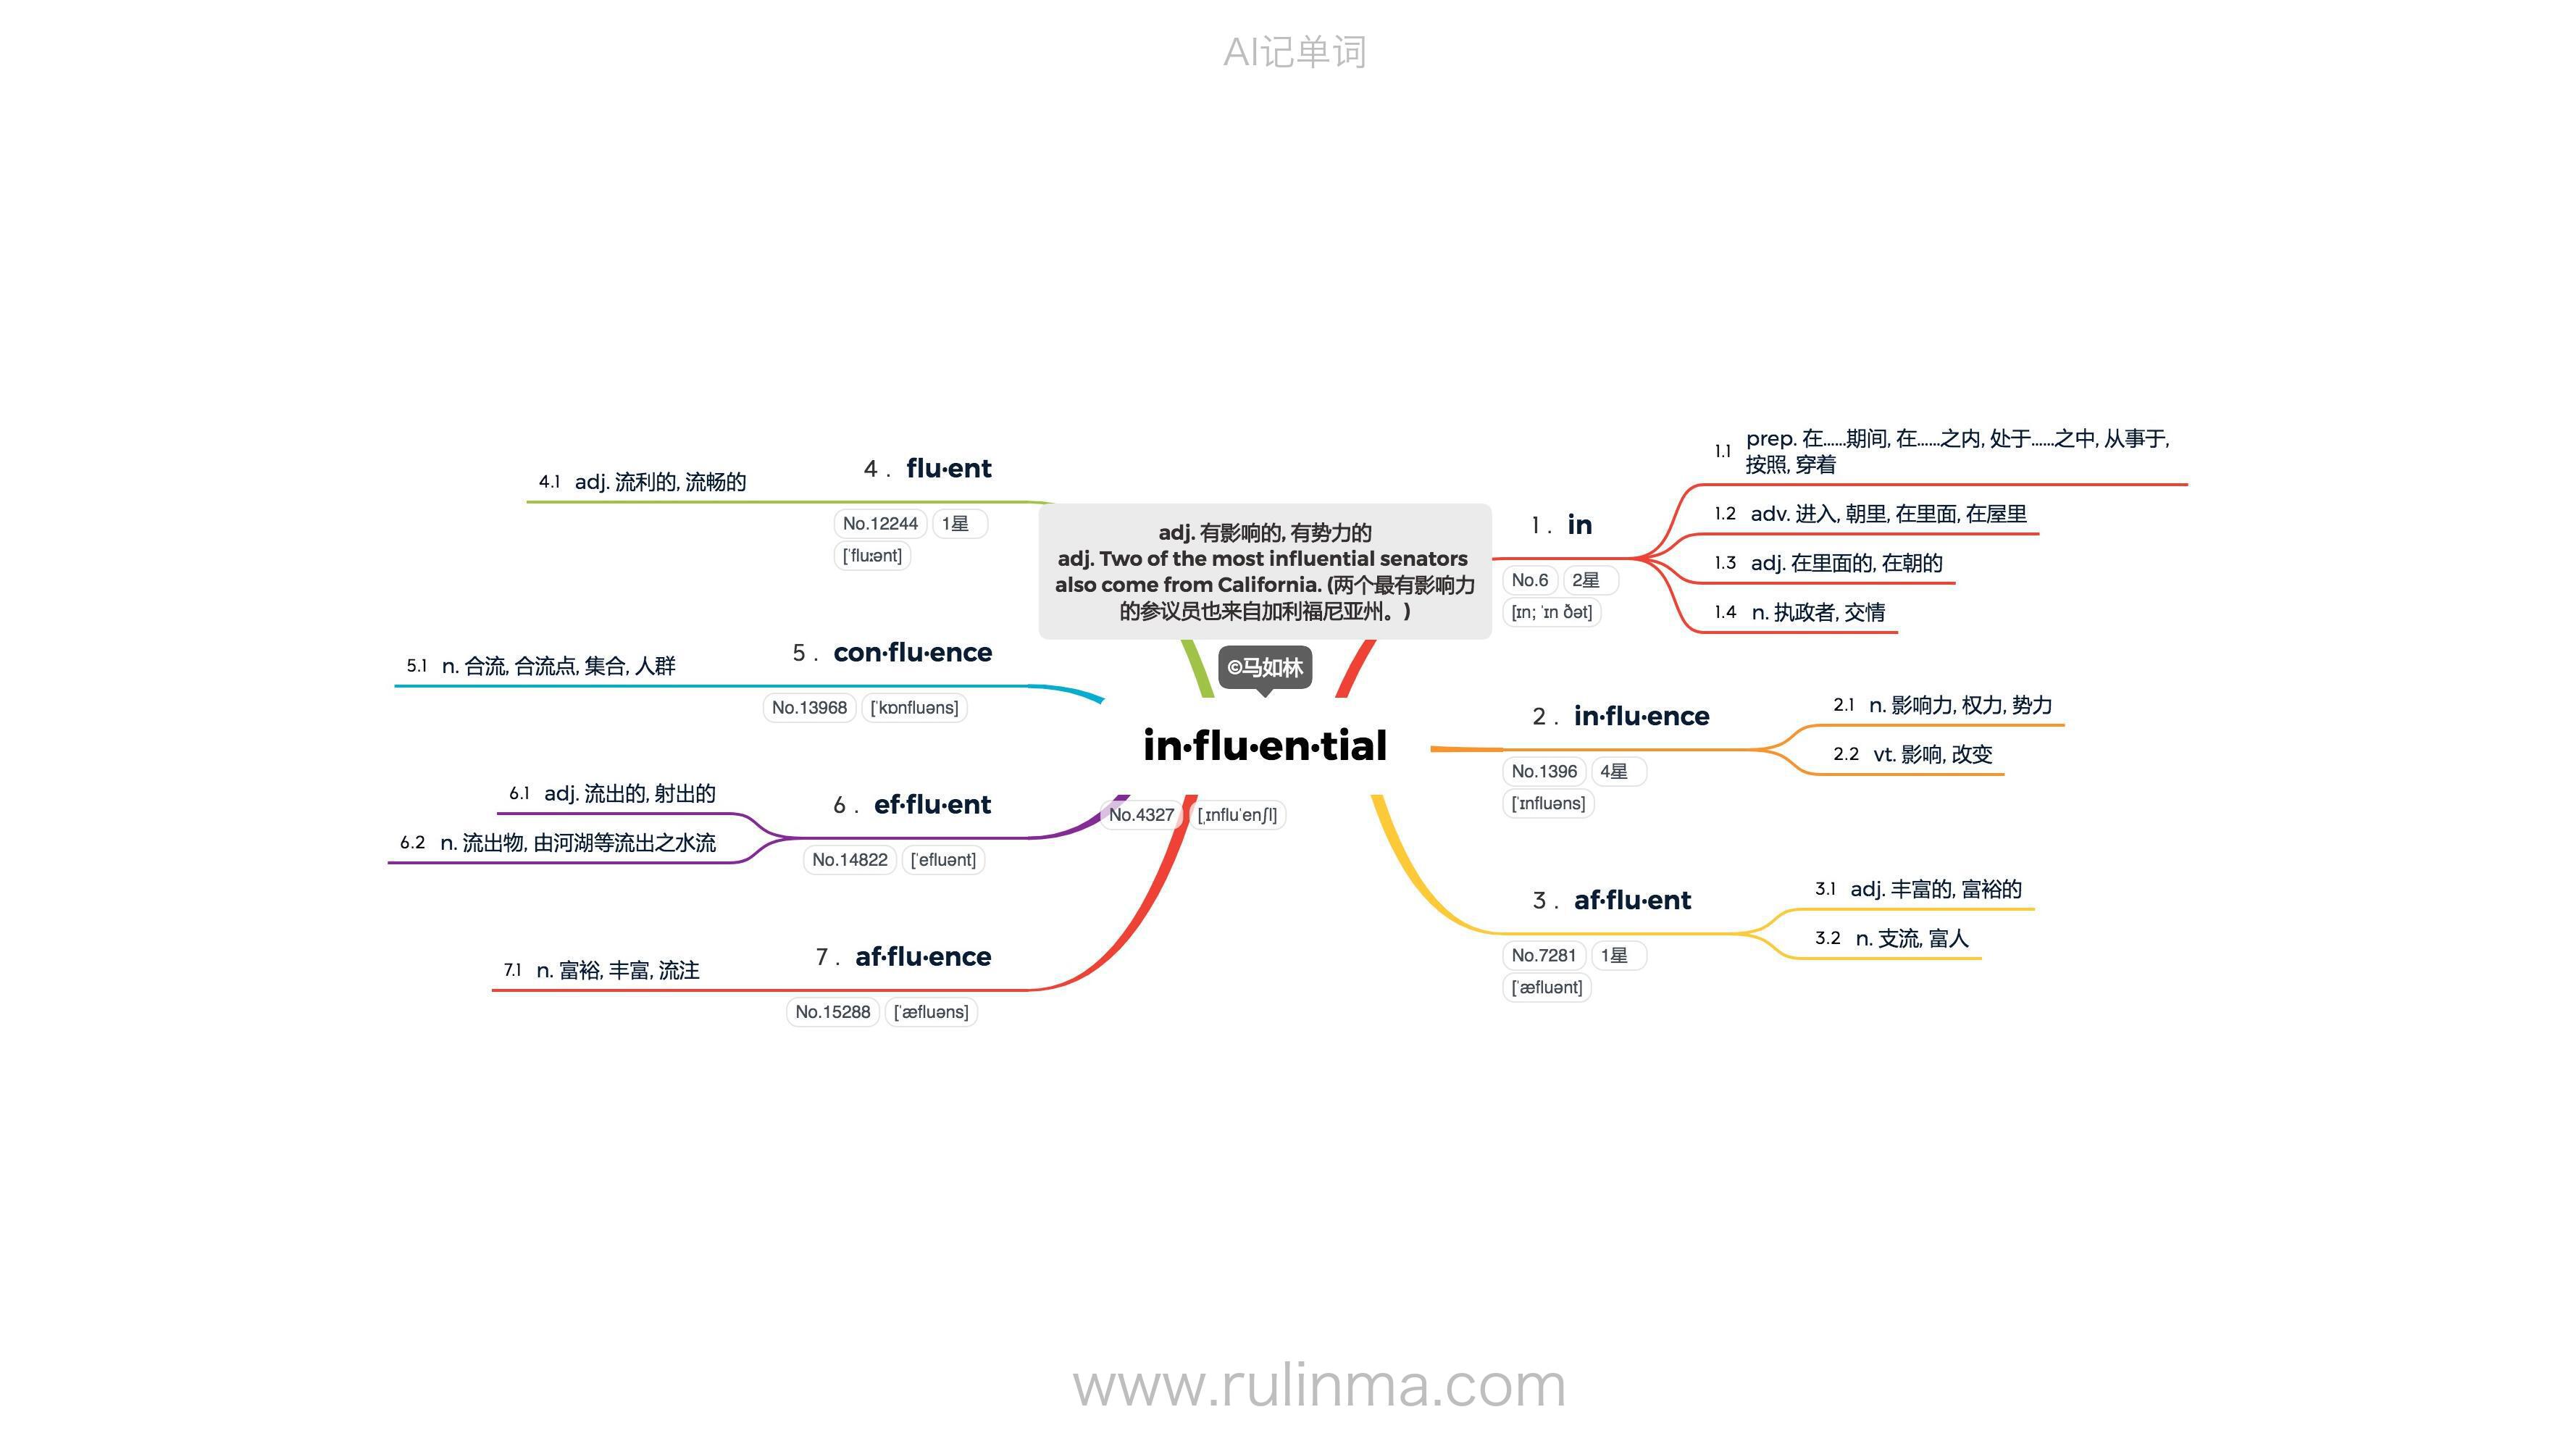 AI记单词
adj. 有影响的, 有势力的
adj. Two of the most influential senators
also come from California. (两个最有影响力
的参议员也来自加利福尼亚州。)
©马如林
in·flu·en·tial
No.4327 [ˌɪnfluˈenʃl]
1 . in
No.6 2星
[ɪn; ˈɪn ðət]
1.1 prep. 在……期间, 在……之内, 处于……之中, 从事于,
按照, 穿着
1.2 adv. 进入, 朝里, 在里面, 在屋里
1.3 adj. 在里面的, 在朝的
1.4 n. 执政者, 交情
2 . in·flu·ence
No.1396 4星
[ˈɪnfluəns]
2.1 n. 影响力, 权力, 势力
2.2 vt. 影响, 改变
3 . af·flu·ent
No.7281 1星
[ˈæfluənt]
3.1 adj. 丰富的, 富裕的
3.2 n. 支流, 富人
4 . flu·ent
No.12244 1星
[ˈfluːənt]
4.1 adj. 流利的, 流畅的
5 . con·flu·ence
No.13968 [ˈkɒnfluəns]
5.1 n. 合流, 合流点, 集合, 人群
6 . ef·flu·ent
No.14822 [ˈefluənt]
6.1 adj. 流出的, 射出的
6.2 n. 流出物, 由河湖等流出之水流
7 . af·flu·ence
No.15288 [ˈæfluəns]
7.1 n. 富裕, 丰富, 流注
www.rulinma.com